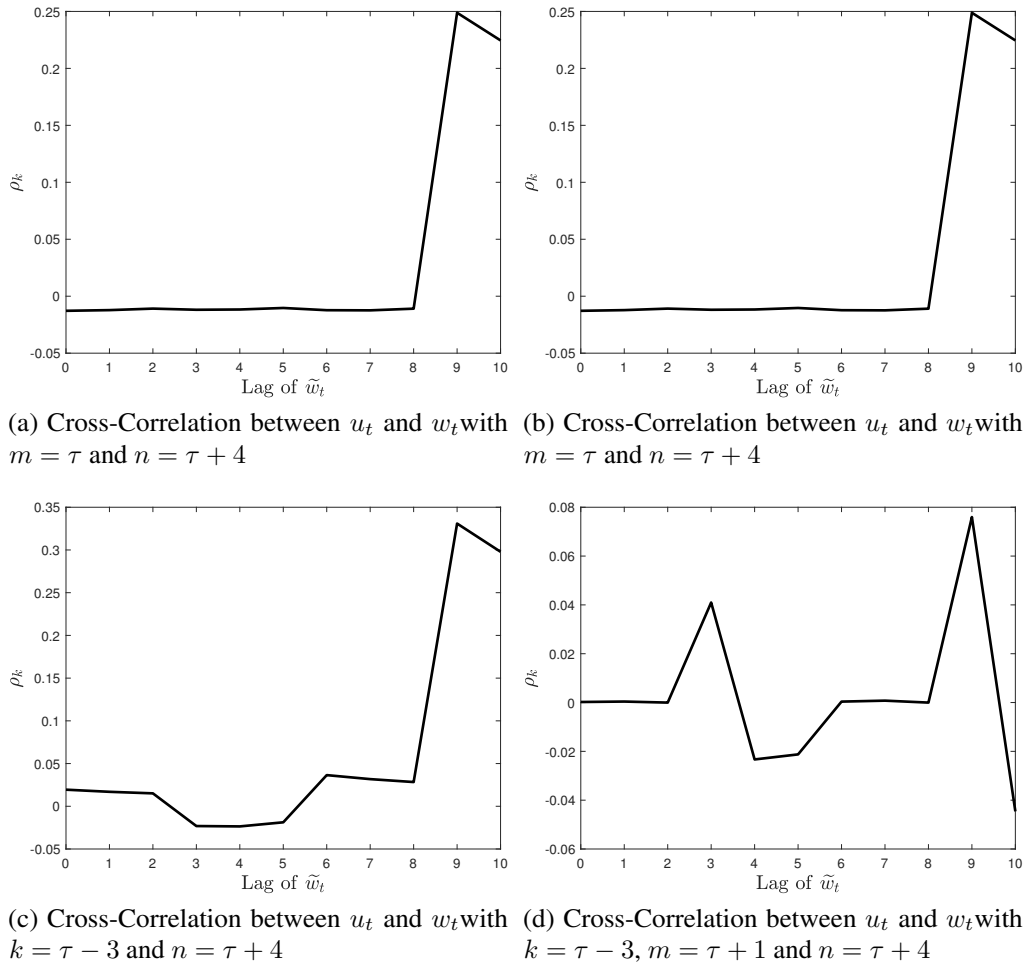 0.25
0.2
0.15
0.1
0.05
0
-0.05
ρk
0 1 2 3 4 5 6 7 8 9 10
Lag of w̃t
(a) Cross-Correlation between ut and wtwith
m = τ and n = τ + 4
0.25
0.2
0.15
0.1
0.05
0
-0.05
ρk
0 1 2 3 4 5 6 7 8 9 10
Lag of w̃t
(b) Cross-Correlation between ut and wtwith
m = τ and n = τ + 4
0.35
0.3
0.25
0.2
0.15
0.1
0.05
0
-0.05
ρk
0 1 2 3 4 5 6 7 8 9 10
Lag of w̃t
(c) Cross-Correlation between ut and wtwith
k = τ − 3 and n = τ + 4
0.08
0.06
0.04
0.02
0
-0.02
-0.04
-0.06
ρk
0 1 2 3 4 5 6 7 8 9 10
Lag of w̃t
(d) Cross-Correlation between ut and wtwith
k = τ − 3, m = τ + 1 and n = τ + 4